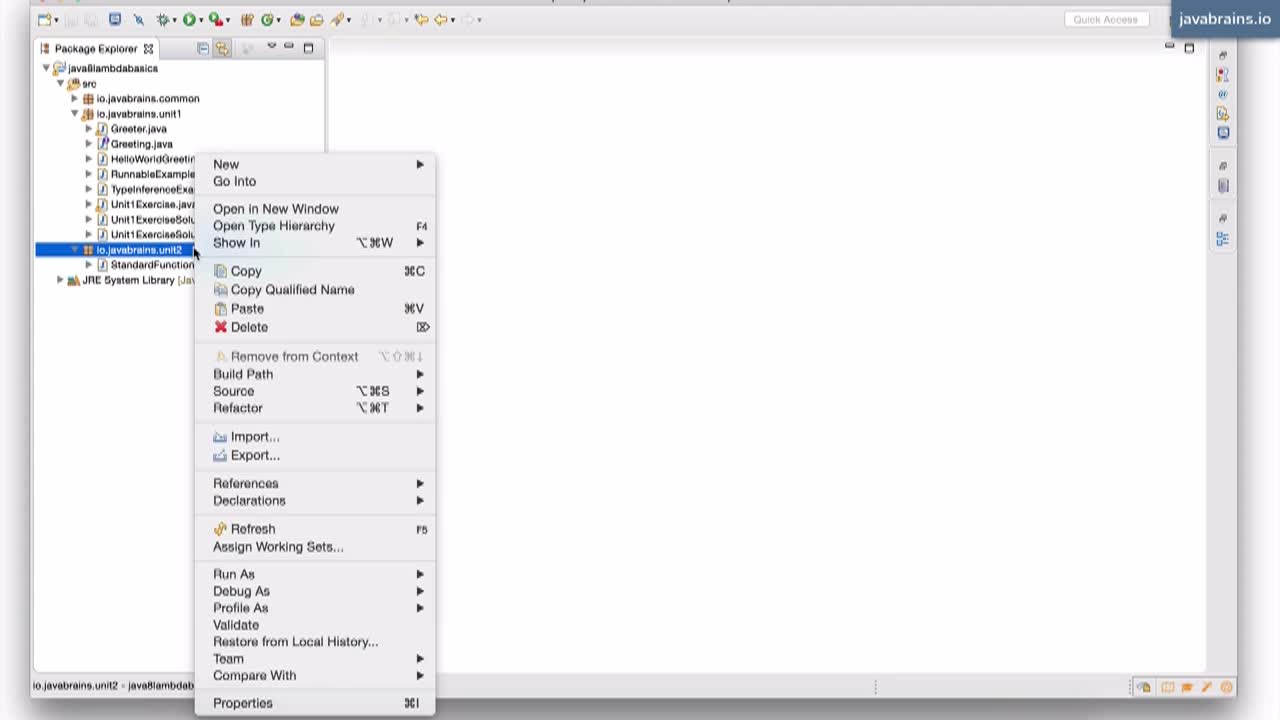 Quick Access
javabrains.io
Package Explorer
java8lambdabasics
src
io.javabrains.common
io.javabrains.unit1
Greeter.java
Greeting.java
HelloWorldGreetin
RunnableExample
TypeInferenceExa
Unit1Exercise.java
Unit1ExerciseSolu
Unit1ExerciseSolu
io.javabrains.unit2
StandardFunction
JRE System Library [Jav
New
Go Into
Open in New Window
Open Type Hierarchy F4
Show In ⌥⌘W
Copy ⌘C
Copy Qualified Name
Paste ⌘V
Delete ⌦
Remove from Context ⌥⇧⌘↓
Build Path
Source ⌥⌘S
Refactor ⌥⌘T
Import...
Export...
References
Declarations
Refresh F5
Assign Working Sets...
Run As
Debug As
Profile As
Validate
Restore from Local History...
Team
Compare With
Properties ⌘I
io.javabrains.unit2 - java8lambdab